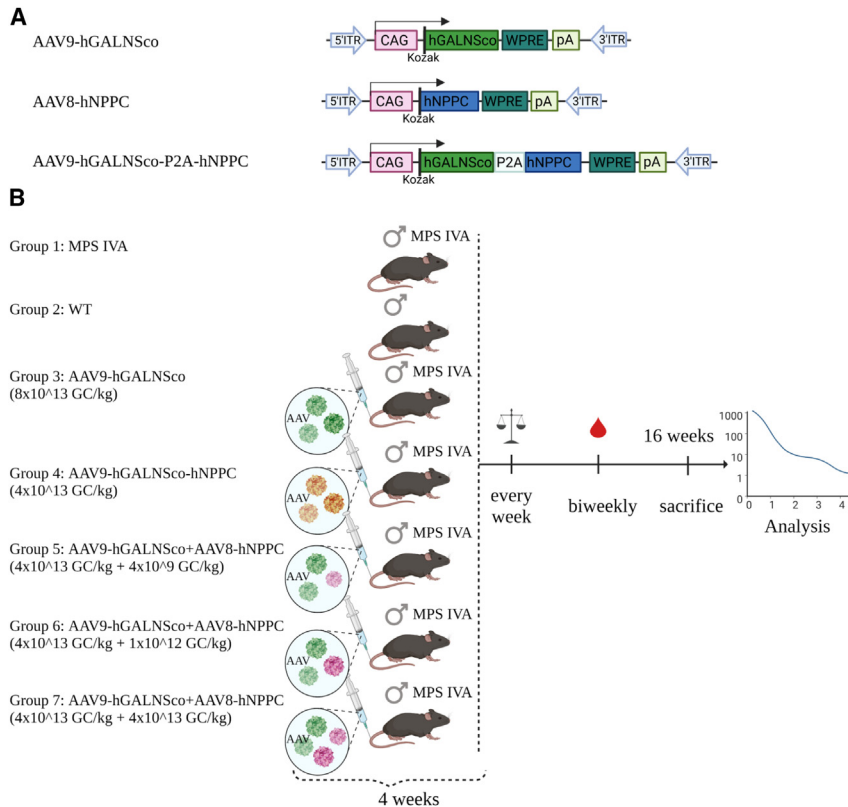 A
AAV9-hGALNSco
5'ITR CAG hGALNSco WPRE pA 3'ITR
Kozak
AAV8-hNPPC
5'ITR CAG hNPPC WPRE pA 3'ITR
Kozak
AAV9-hGALNSco-P2A-hNPPC
5'ITR CAG hGALNSco P2A hNPPC WPRE pA 3'ITR
Kozak
B
Group 1: MPS IVA
♂ MPS IVA
Group 2: WT
♂
Group 3: AAV9-hGALNSco
(8x10^13 GC/kg)
AAV
♂ MPS IVA
Group 4: AAV9-hGALNSco-hNPPC
(4x10^13 GC/kg)
AAV
♂ MPS IVA
Group 5: AAV9-hGALNSco+AAV8-hNPPC
(4x10^13 GC/kg + 4x10^9 GC/kg)
AAV
♂ MPS IVA
Group 6: AAV9-hGALNSco+AAV8-hNPPC
(4x10^13 GC/kg + 1x10^12 GC/kg)
AAV
♂ MPS IVA
Group 7: AAV9-hGALNSco+AAV8-hNPPC
(4x10^13 GC/kg + 4x10^13 GC/kg)
AAV
♂ MPS IVA
4 weeks
every
week
biweekly
16 weeks
sacrifice
1000
100
10
1
0
0 1 2 3 4
Analysis